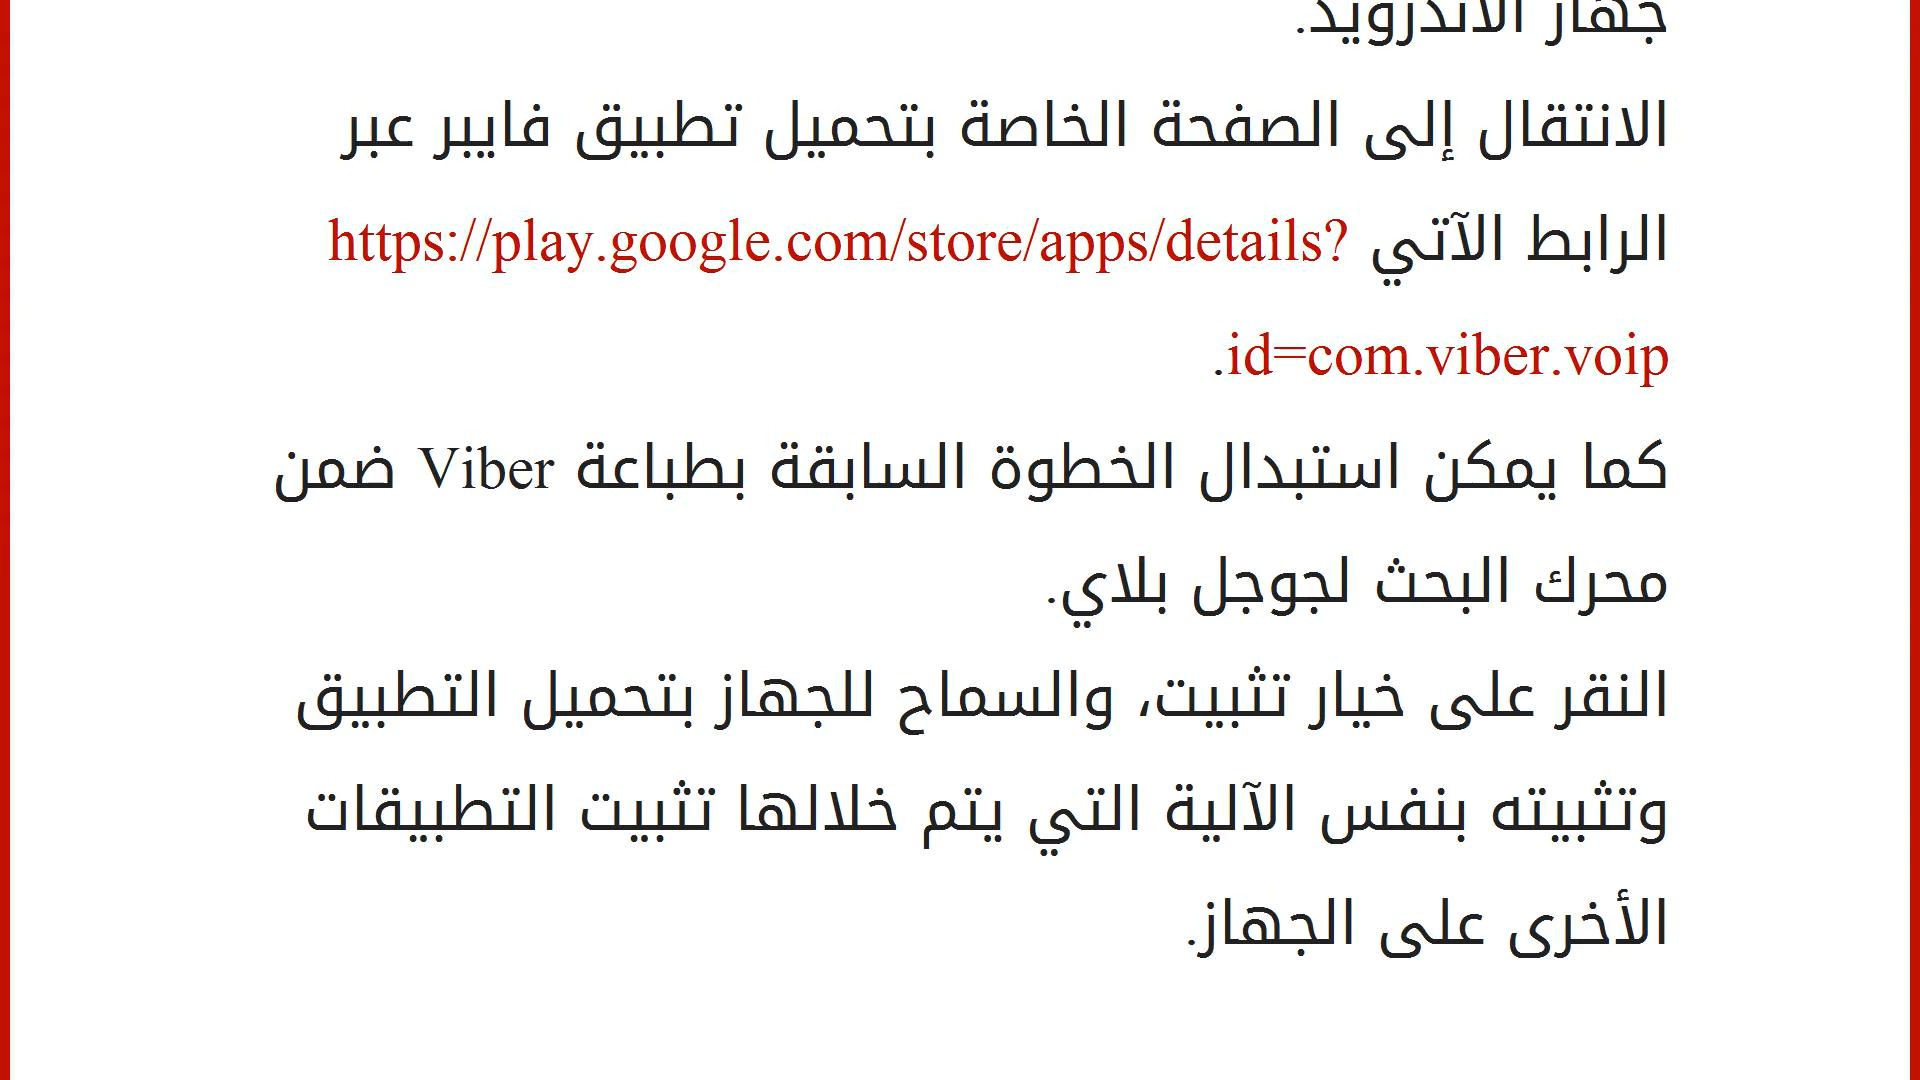 جهاز الأندرويد.
الانتقال إلى الصفحة الخاصة بتحميل تطبيق فايبر عبر
الرابط الآتي https://play.google.com/store/apps/details?
id=com.viber.voip.
كما يمكن استبدال الخطوة السابقة بطباعة Viber ضمن
محرك البحث لجوجل بلاي.
النقر على خيار تثبيت، والسماح للجهاز بتحميل التطبيق
وتثبيته بنفس الآلية التي يتم خلالها تثبيت التطبيقات
الأخرى على الجهاز.